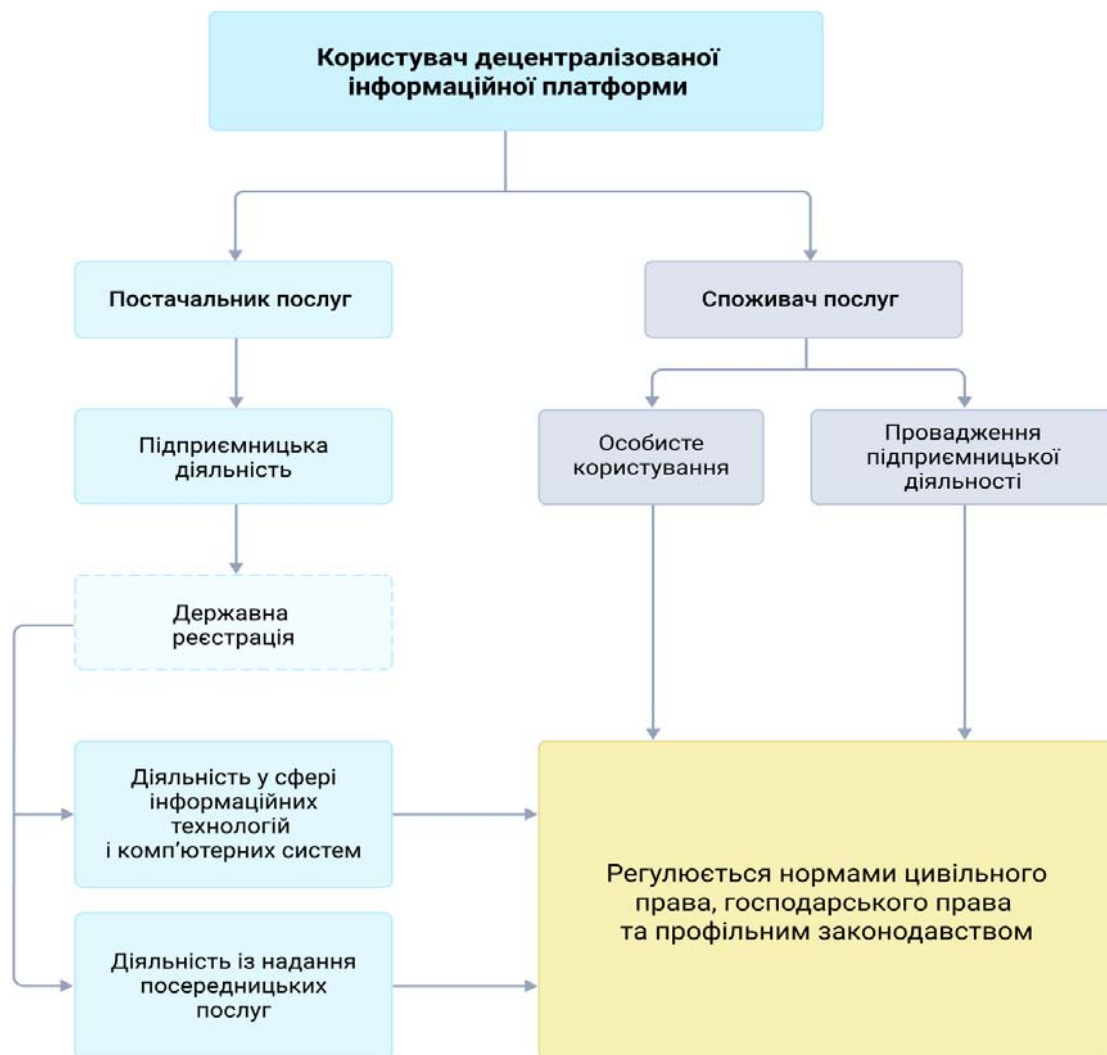 Користувач децентралізованої
інформаційної платформи
Постачальник послуг
Споживач послуг
Підприємницька
діяльність
Особисте
користування
Провадження
підприємницької
діяльності
Державна
реєстрація
Діяльність у сфері
інформаційних
технологій
і комп'ютерних систем
Регулюється нормами цивільного
права, господарського права
та профільним законодавством
Діяльність із надання
посередницьких
послуг